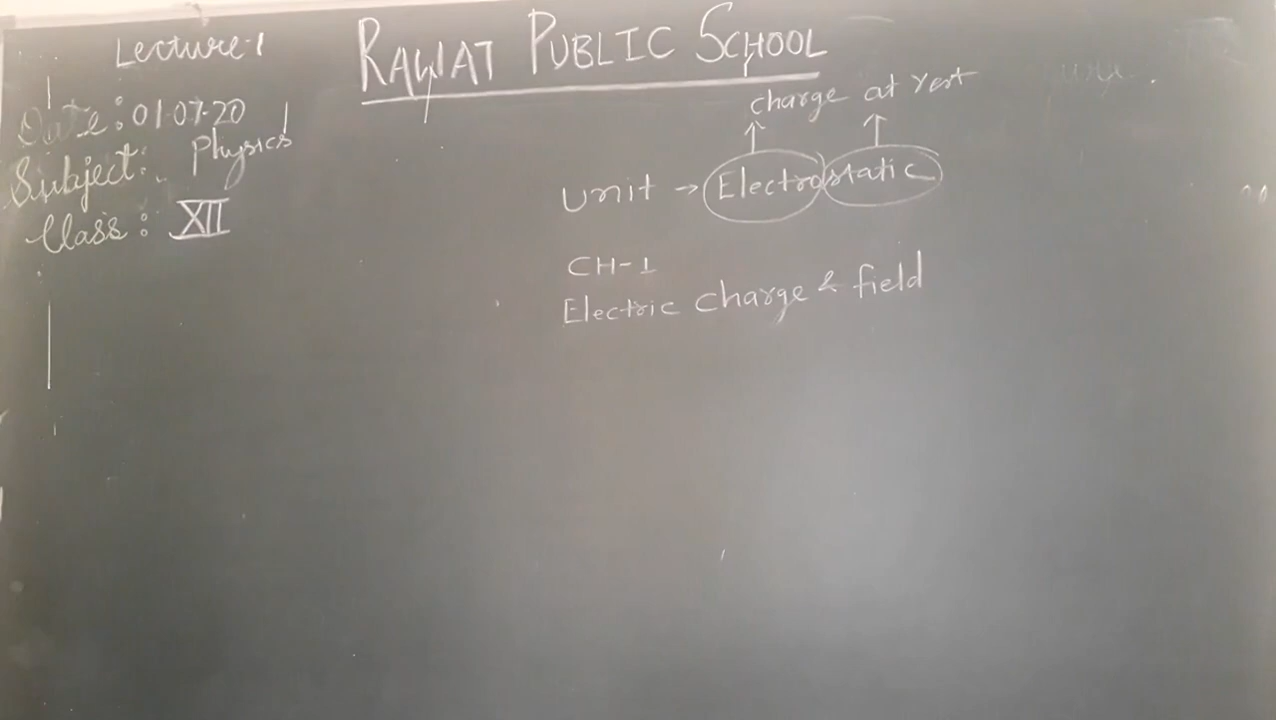 Lecture-1
RAWAT PUBLIC SCHOOL
Date: 01-07-20
Subject: Physics
Class: XII
charge at rest
Unit → Electrostatic
CH-1
Electric charge & field